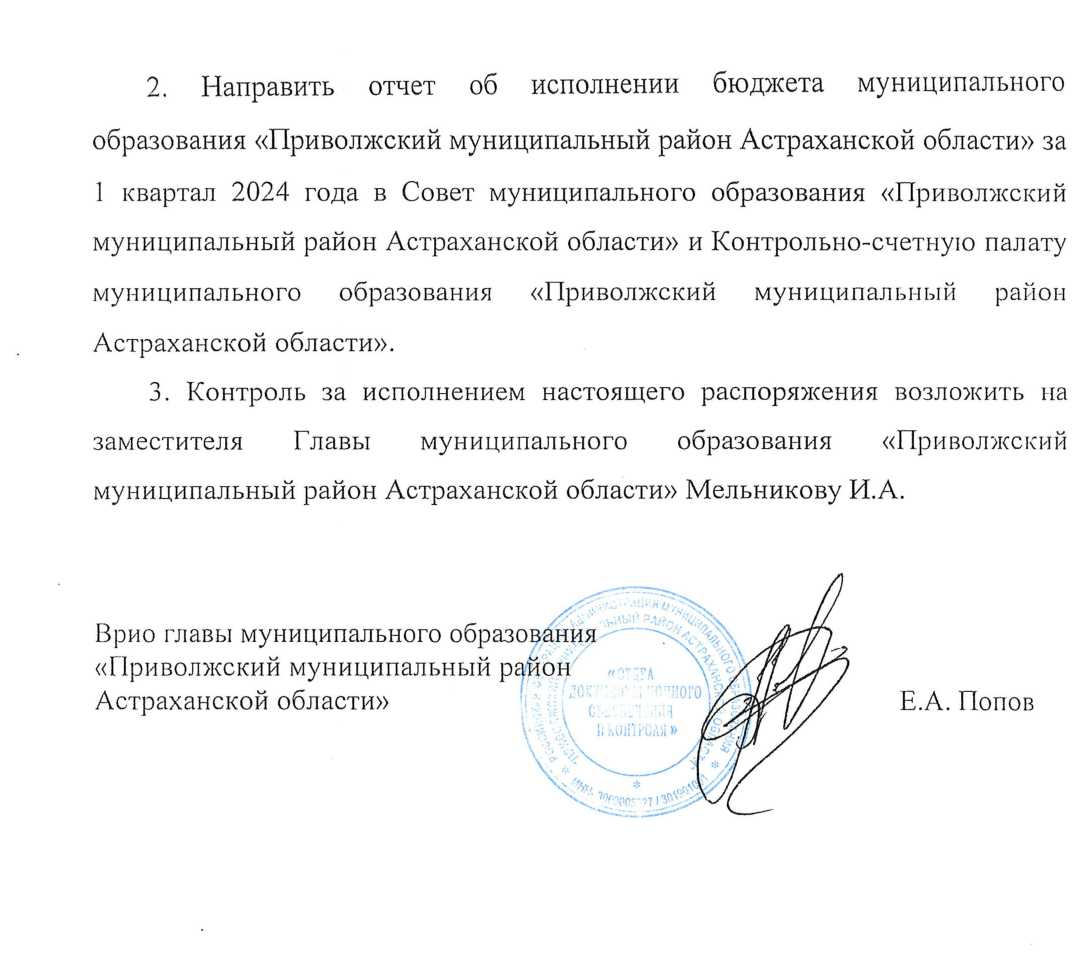 2. Направить отчет об исполнении бюджета муниципального
образования «Приволжский муниципальный район Астраханской области» за
1 квартал 2024 года в Совет муниципального образования «Приволжский
муниципальный район Астраханской области» и Контрольно-счетную палату
муниципального образования «Приволжский муниципальный район
Астраханской области».
3. Контроль за исполнением настоящего распоряжения возложить на
заместителя Главы муниципального образования «Приволжский
муниципальный район Астраханской области» Мельникову И.А.
Врио главы муниципального образования
«Приволжский муниципальный район
Астраханской области»
Е.А. Попов
И КОНТРОЛЯ»